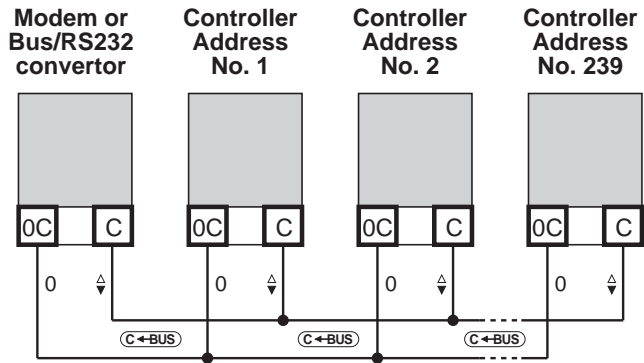 Modem or
Bus/RS232
convertor
Controller
Address
No. 1
Controller
Address
No. 2
Controller
Address
No. 239
0C C 0C C 0C C 0C C
0 0 0 0
C BUS C BUS C BUS